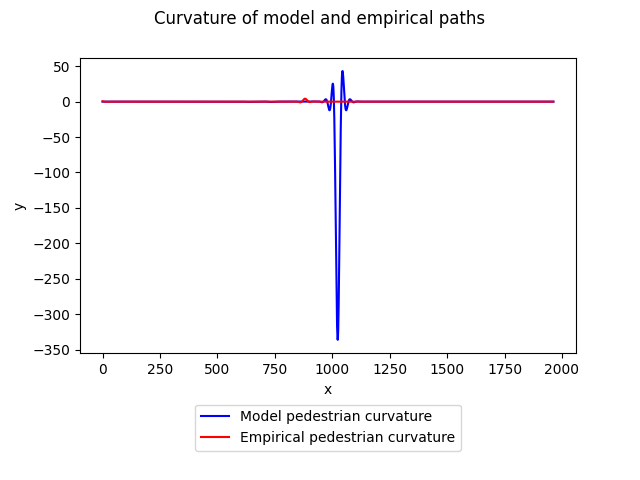 Curvature of model and empirical paths
50
0
−50
−100
−150
−200
−250
−300
−350
y
0 250 500 750 1000 1250 1500 1750 2000
x
Model pedestrian curvature
Empirical pedestrian curvature